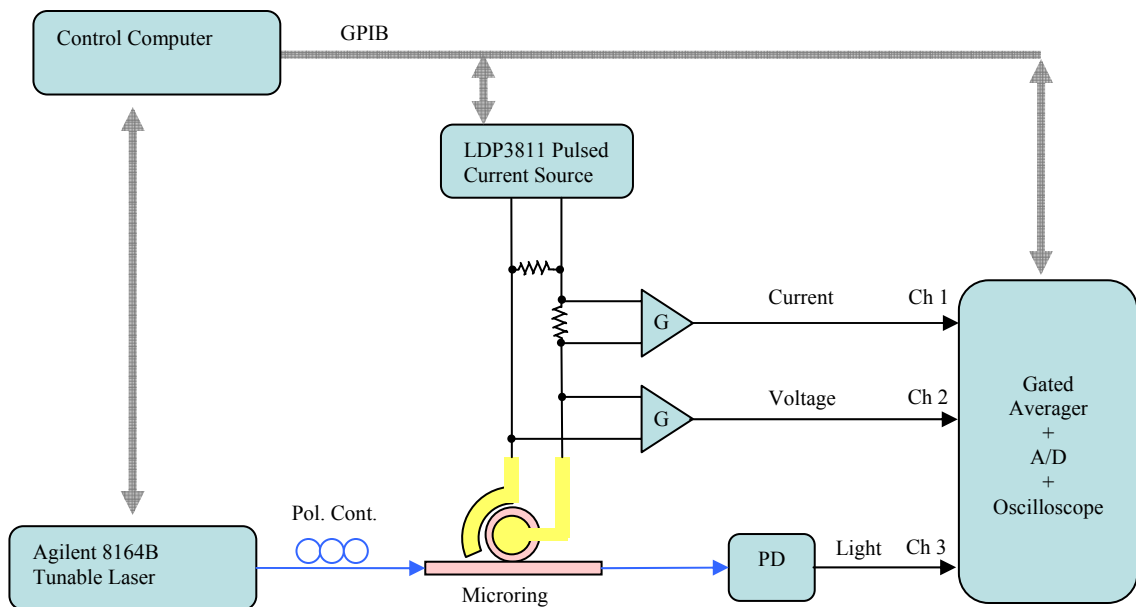 Control Computer
GPIB
LDP3811 Pulsed
Current Source
G
Current
Ch 1
G
Voltage
Ch 2
Gated
Averager
+
A/D
+
Oscilloscope
Agilent 8164B
Tunable Laser
Pol. Cont.
Microring
PD
Light
Ch 3